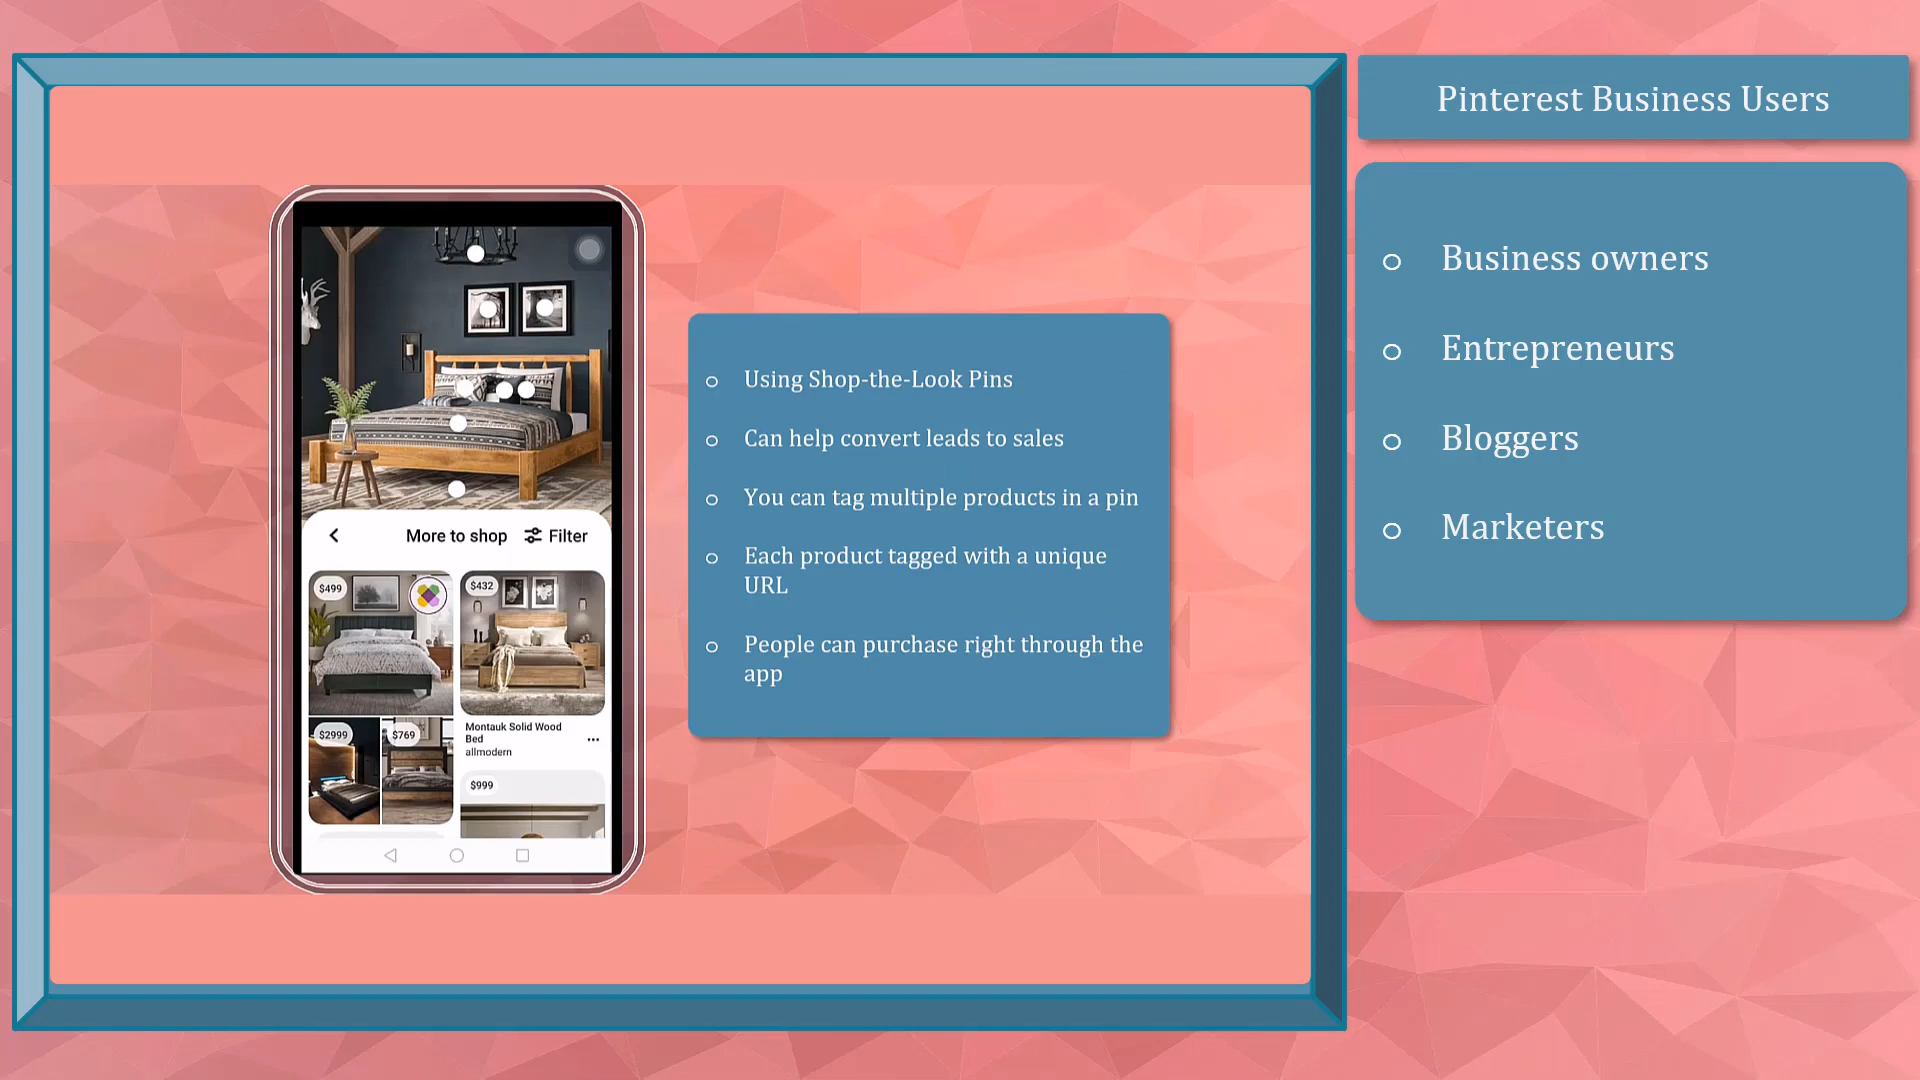 Pinterest Business Users
Business owners
Entrepreneurs
Bloggers
Marketers
Using Shop-the-Look Pins
Can help convert leads to sales
You can tag multiple products in a pin
Each product tagged with a unique
URL
People can purchase right through the
app
More to shop
Filter
$499
$432
Montauk Solid Wood
Bed
allmodern
$2999
$769
$999